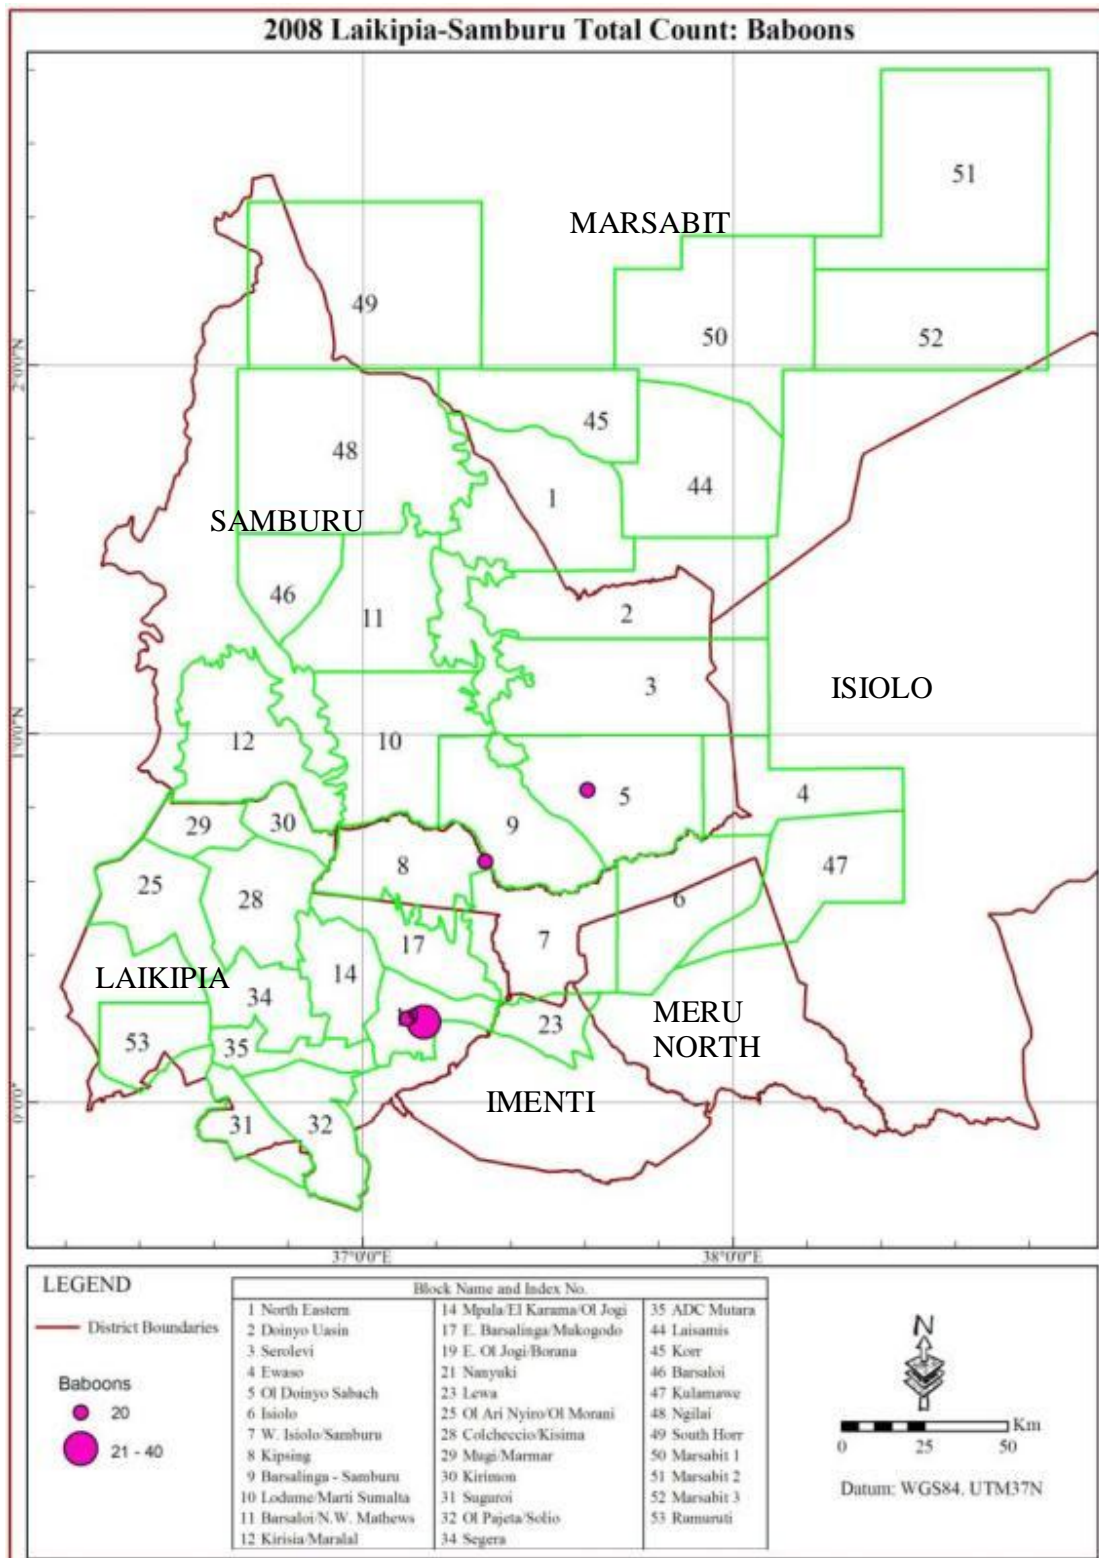 2008 Laikipia-Samburu Total Count: Baboons
51
MARSABIT
49
50
52
2°0'0"N
45
48
44
1
SAMBURU
46
11
2
3
ISIOLO
12
10
1°0'0"N
5
4
29
30
9
8
47
25
28
6
17
7
14
LAIKIPIA
34
23
MERU
NORTH
53
35
0°0'0"
IMENTI
31
32
37°0'0"E
38°0'0"E
LEGEND
District Boundaries
Baboons
20
21 - 40
Block Name and Index No.
1 North Eastern
2 Doinyo Uasin
3 Serolevi
4 Ewaso
5 Ol Doinyo Sabach
6 Isiolo
7 W. Isiolo/Samburu
8 Kipsing
9 Barsalinga - Samburu
10 Lodume/Marti Sumalta
11 Barsaloi/N.W. Mathews
12 Kirisia/Maralal
14 Mpala/El Karama/Ol Jogi
17 E. Barsalinga/Mukogodo
19 E. Ol Jogi/Borana
21 Nanyuki
23 Lewa
25 Ol Ari Nyiro/Ol Morani
28 Colcheccio/Kisima
29 Mugi/Marmar
30 Kirimon
31 Suguroi
32 Ol Pajeta/Solio
34 Segera
35 ADC Mutara
44 Laisamis
45 Korr
46 Barsaloi
47 Kulamawe
48 Ngilai
49 South Horr
50 Marsabit 1
51 Marsabit 2
52 Marsabit 3
53 Rumuruti
N
Km
0 25 50
Datum: WGS84. UTM37N